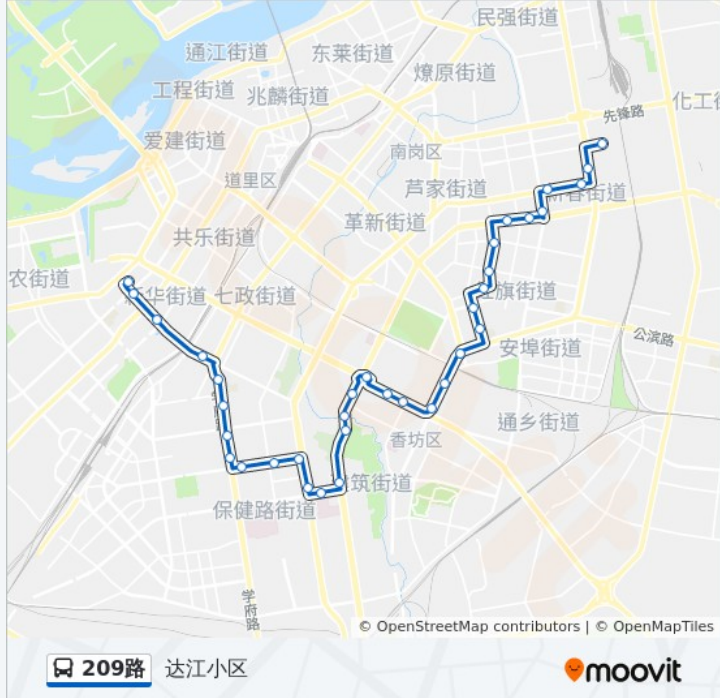 民强街道
通江街道
东莱街道
燎原街道
工程街道
兆麟街道
化工街
先锋路
爱建街道
南岗区
道里区
芦家街道
新春街道
革新街道
共乐街道
农街道
新华街道
七政街道
红旗街道
公滨路
安埠街道
通乡街道
香坊区
建筑街道
保健路街道
学府路
© OpenStreetMap contributors | © OpenMapTiles
209路 达江小区
moovit